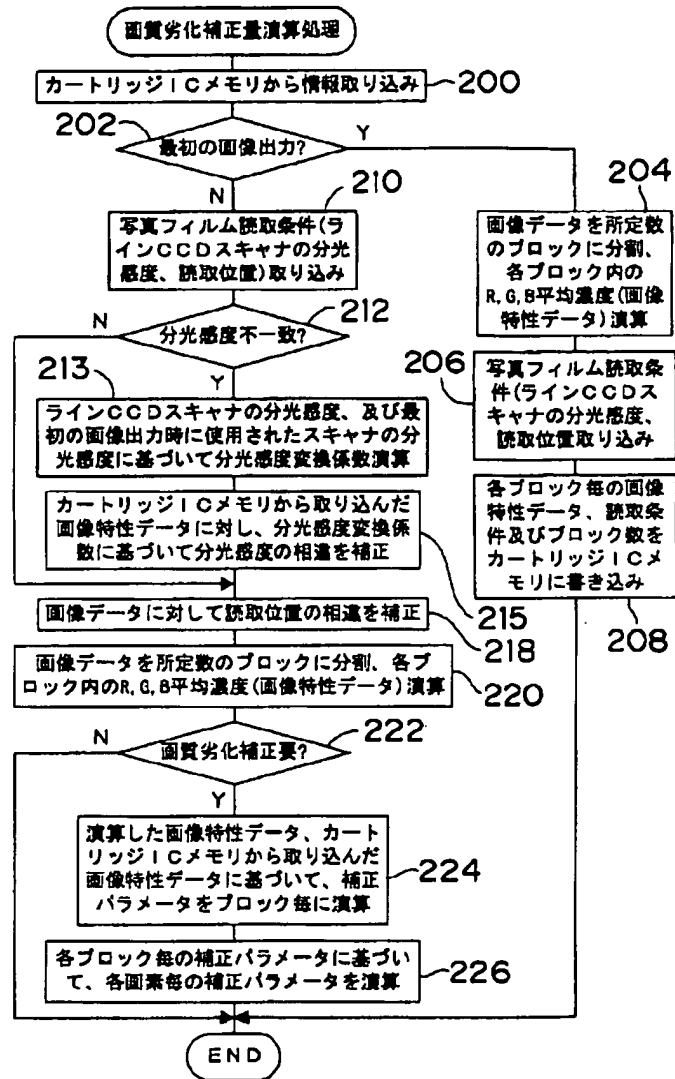 画質劣化補正量演算処理
カートリッジICメモリから情報取り込み
200
202
最初の画像出力?
Y
N
210
写真フィルム読取条件(ラ
インCCDスキャナの分光
感度、読取位置)取り込み
204
画像データを所定数
のブロックに分割、
各ブロック内の
R,G,B平均濃度(画像
特性データ)演算
N
212
分光感度不一致?
Y
206
写真フィルム読取条
件(ラインCCDス
キャナの分光感度、
読取位置取り込み
213
ラインCCDスキャナの分光感度、及び最
初の画像出力時に使用されたスキャナの分
光感度に基づいて分光感度変換係数演算
各ブロック毎の画像
特性データ、読取条
件及びブロック数を
カートリッジICメ
モリに書き込み
208
カートリッジICメモリから取り込んだ
画像特性データに対し、分光感度変換係
数に基づいて分光感度の相違を補正
215
画像データに対して読取位置の相違を補正
218
画像データを所定数のブロックに分割、各ブ
ロック内のR,G,B平均濃度(画像特性データ)演算
220
N
222
画質劣化補正要?
Y
演算した画像特性データ、カート
リッジICメモリから取り込んだ
画像特性データに基づいて、補正
パラメータをブロック毎に演算
224
各ブロック毎の補正パラメータに基づい
て、各画素毎の補正パラメータを演算
226
END